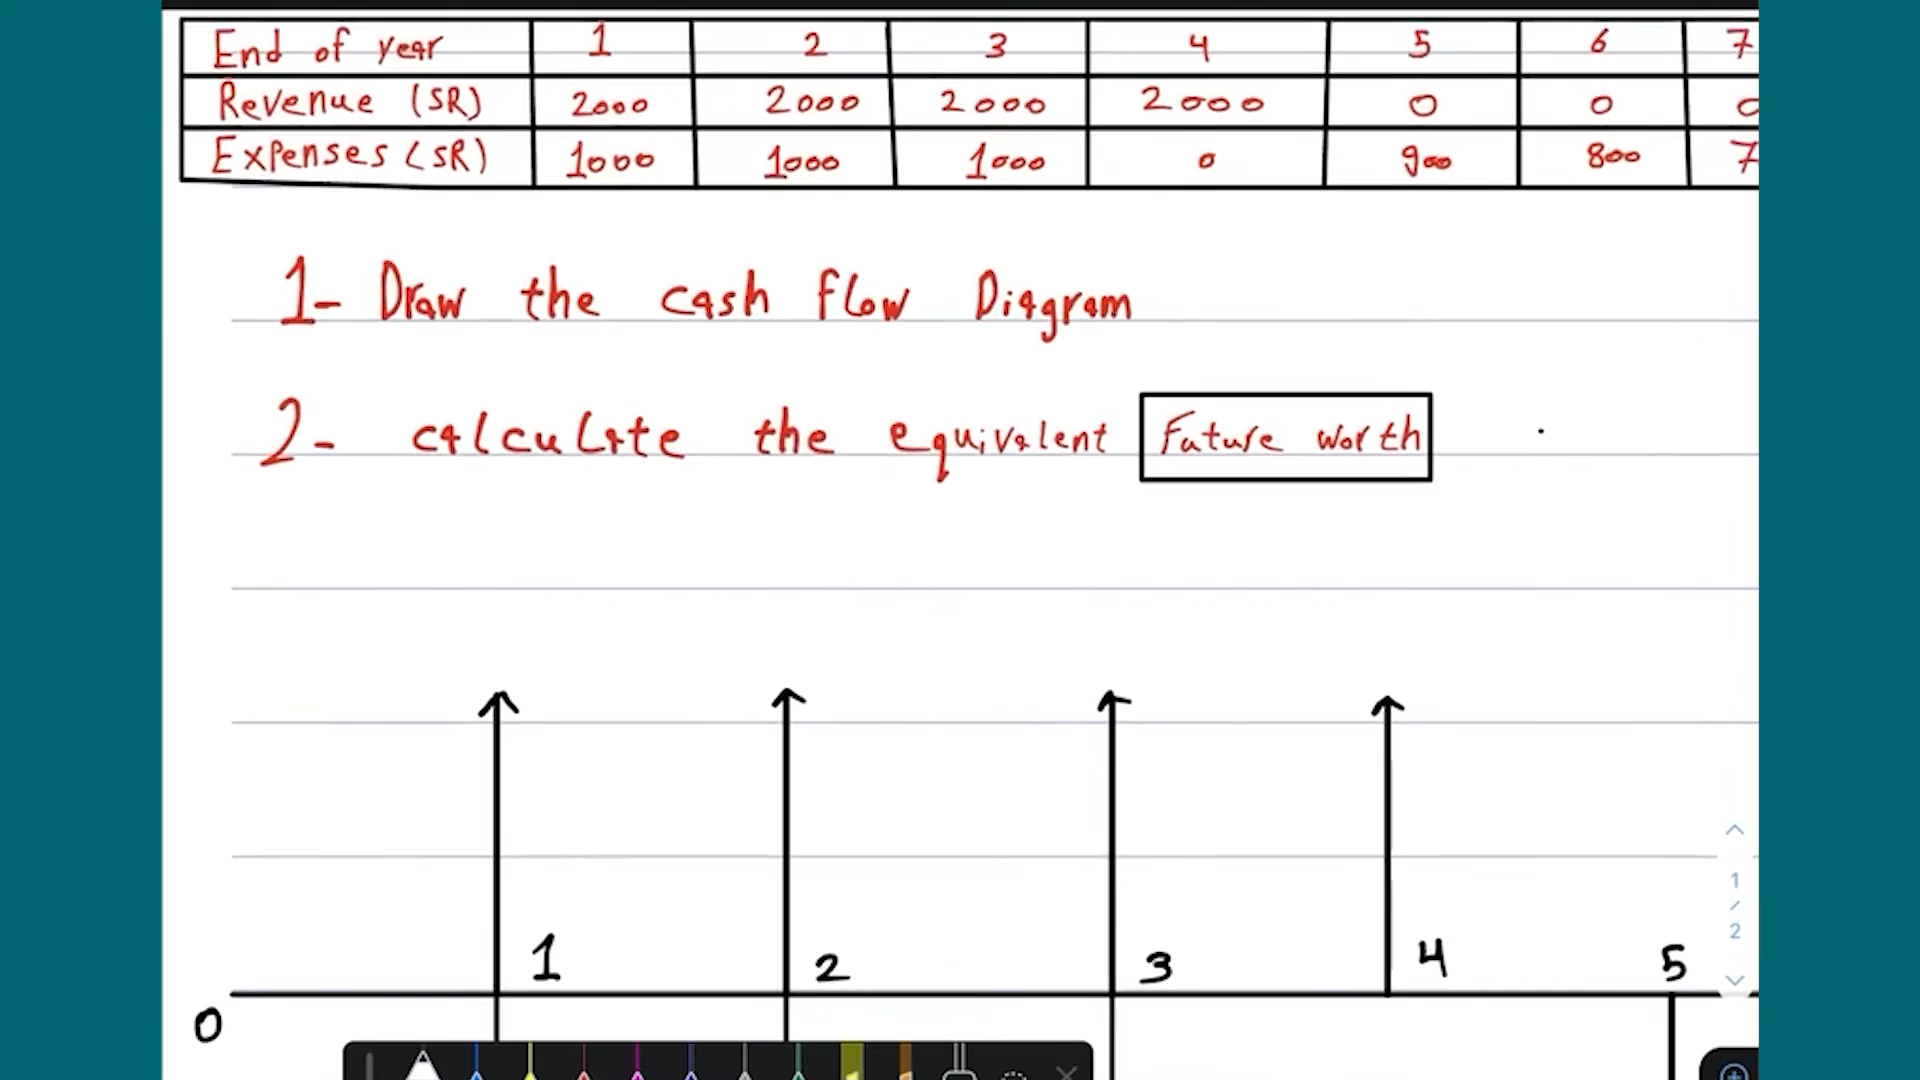 End of year 1 2 3 4 5 6 7
Revenue (SR) 2000 2000 2000 2000 0 0 0
Expenses (SR) 1000 1000 1000 0 900 800 7
1- Draw the cash flow Diagram
2- calculate the equivalent Future worth
1 2 3 4 5
0
1
/
2